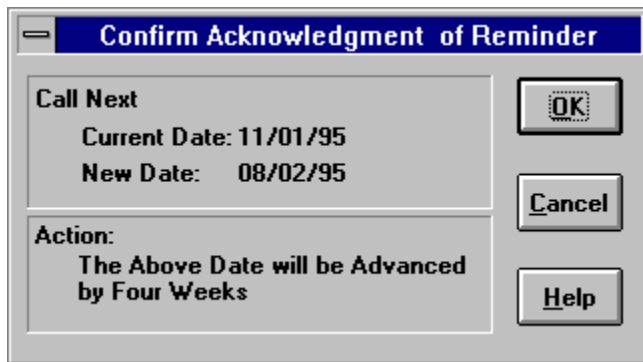 Confirm Acknowledgment of Reminder
Call Next
Current Date: 11/01/95
New Date: 08/02/95
Action:
The Above Date will be Advanced
by Four Weeks
OK
Cancel
Help